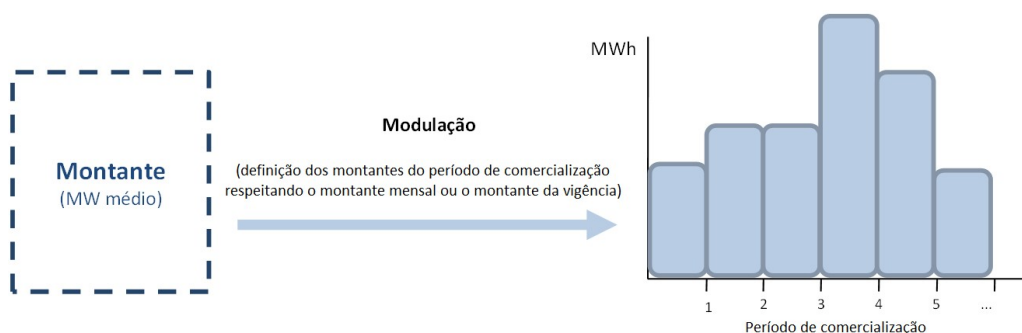 Montante
(MW médio)
Modulação
(definição dos montantes do período de comercialização
respeitando o montante mensal ou o montante da vigência)
MWh
1 2 3 4 5 ...
Período de comercialização